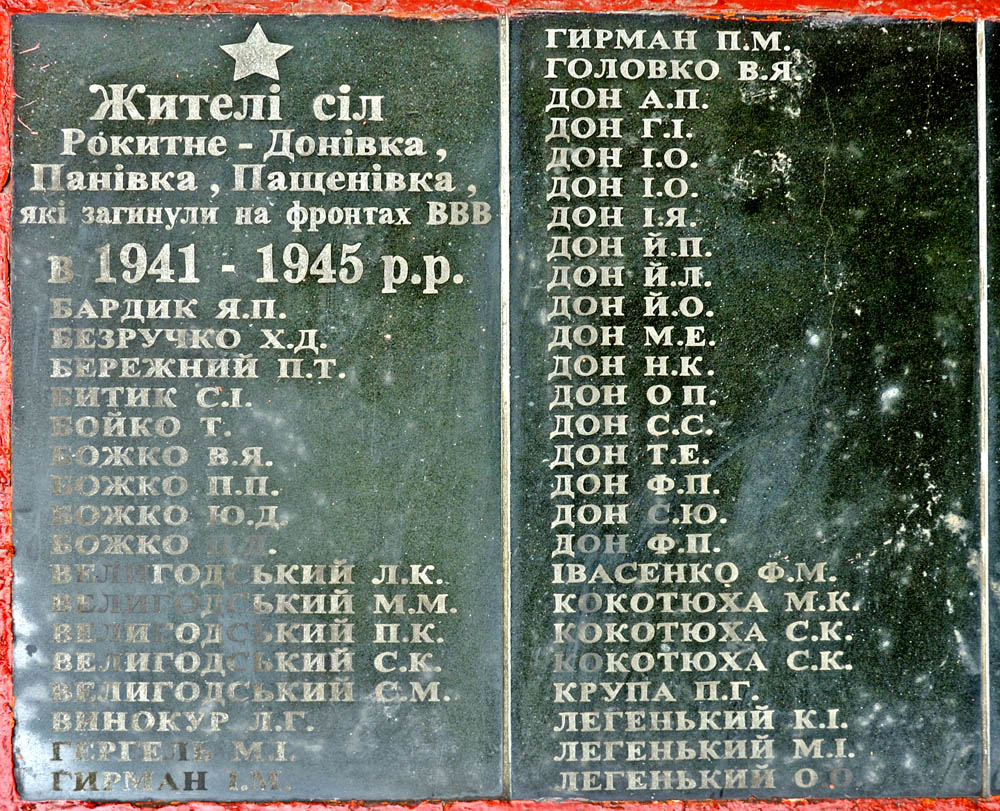 Жителі сіл
Рокитне - Донівка ,
Панівка , Пащенівка ,
які загинули на фронтах ВВВ
в 1941 - 1945 р.р.
БАРДИК Я.П.
БЕЗРУЧКО Х.Д.
БЕРЕЖНИЙ П.Т.
БИТИК С.І.
БОЙКО Т.
БОЖКО В.Я.
БОЖКО П.П.
БОЖКО Ю.Д.
БОЖКО
ВЕЛИГОДСЬКИЙ Л.К.
ВЕЛИГОДСЬКИЙ М.М.
ВЕЛИГОДСЬКИЙ П.К.
ВЕЛИГОДСЬКИЙ С.К.
ВЕЛИГОДСЬКИЙ С.М.
ВИНОКУР Л.Г.
ГЕРГЕЛЬ М.І.
ГИРМАН І.М.
ГИРМАН П.М.
ГОЛОВКО В.Я.
ДОН А.П.
ДОН Г.І.
ДОН І.О.
ДОН І.О.
ДОН І.Я.
ДОН Й.П.
ДОН Й.Л.
ДОН Й.О.
ДОН М.Е.
ДОН Н.К.
ДОН О П.
ДОН С.С.
ДОН Т.Е.
ДОН Ф.П.
ДОН С.Ю.
ДОН Ф.П.
ІВАСЕНКО Ф.М.
КОКОТЮХА М.К.
КОКОТЮХА С.К.
КОКОТЮХА С.К.
КРУПА П.Г.
ЛЕГЕНЬКИЙ К.І.
ЛЕГЕНЬКИЙ М.І.
ЛЕГЕНЬКИЙ О О.